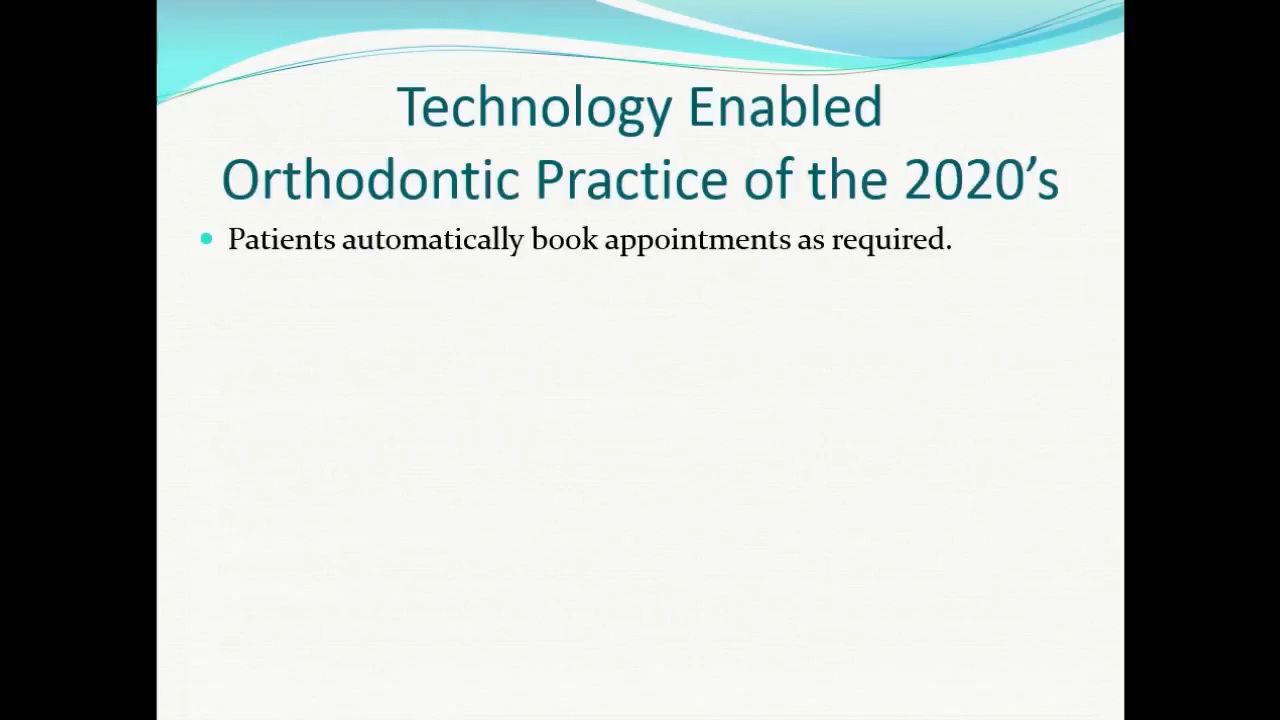 Technology Enabled
Orthodontic Practice of the 2020’s
• Patients automatically book appointments as required.